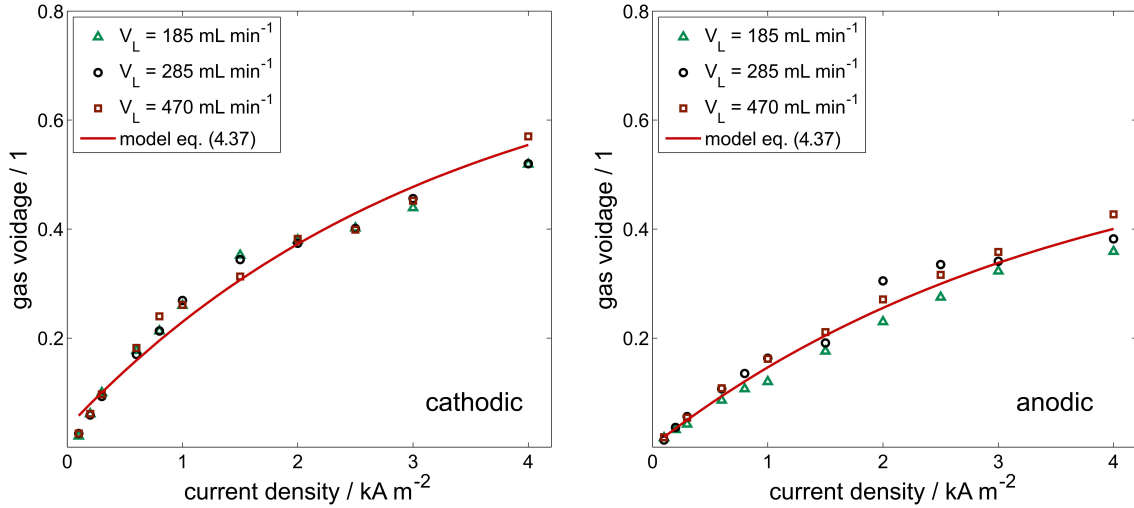 0.8
V_L = 185 mL min⁻¹
V_L = 285 mL min⁻¹
V_L = 470 mL min⁻¹
model eq. (4.37)
0.6
0.4
0.2
gas voidage / 1
cathodic
0 1 2 3 4
current density / kA m⁻²
0.8
V_L = 185 mL min⁻¹
V_L = 285 mL min⁻¹
V_L = 470 mL min⁻¹
model eq. (4.37)
0.6
0.4
0.2
gas voidage / 1
anodic
0 1 2 3 4
current density / kA m⁻²